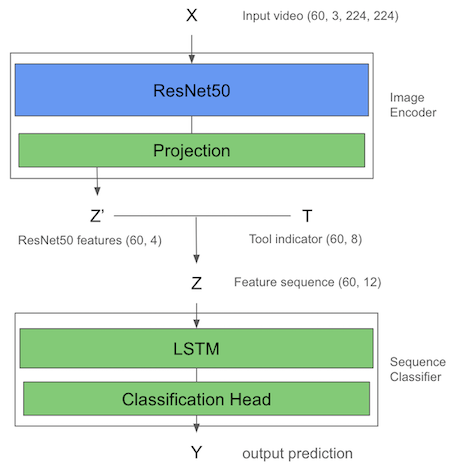 X Input video (60, 3, 224, 224)
ResNet50
Image
Encoder
Projection
Z’ T
ResNet50 features (60, 4) Tool indicator (60, 8)
Z Feature sequence (60, 12)
LSTM
Sequence
Classifier
Classification Head
Y output prediction